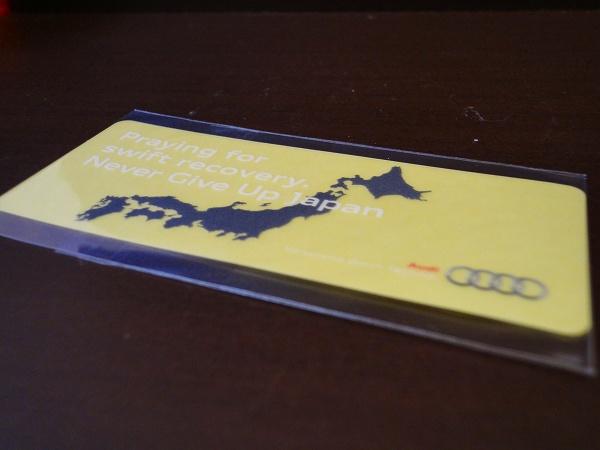 Praying for
swift recovery.
Never Give Up Japan
Audi